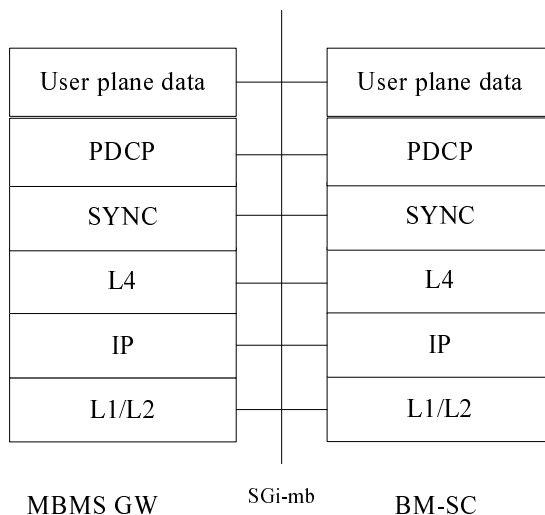 User plane data User plane data
PDCP PDCP
SYNC SYNC
L4 L4
IP IP
L1/L2 L1/L2
MBMS GW SGi-mb BM-SC